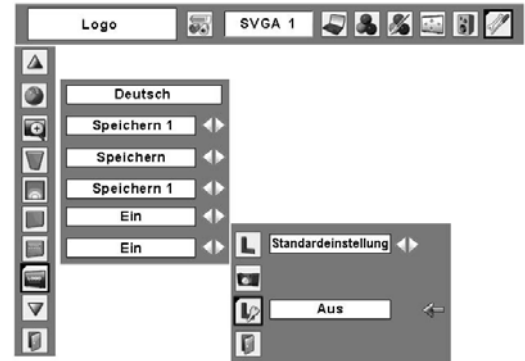 Logo
SVGA 1
Deutsch
Speichern 1
Speichern
Speichern 1
Ein
Ein
Standardeinstellung
Aus